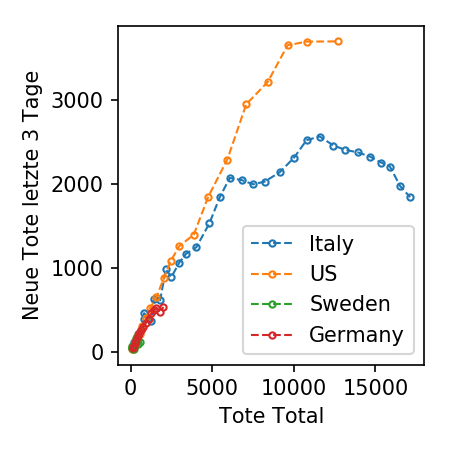 Neue Tote letzte 3 Tage
3000
2000
1000
0
Italy
US
Sweden
Germany
0 5000 10000 15000
Tote Total